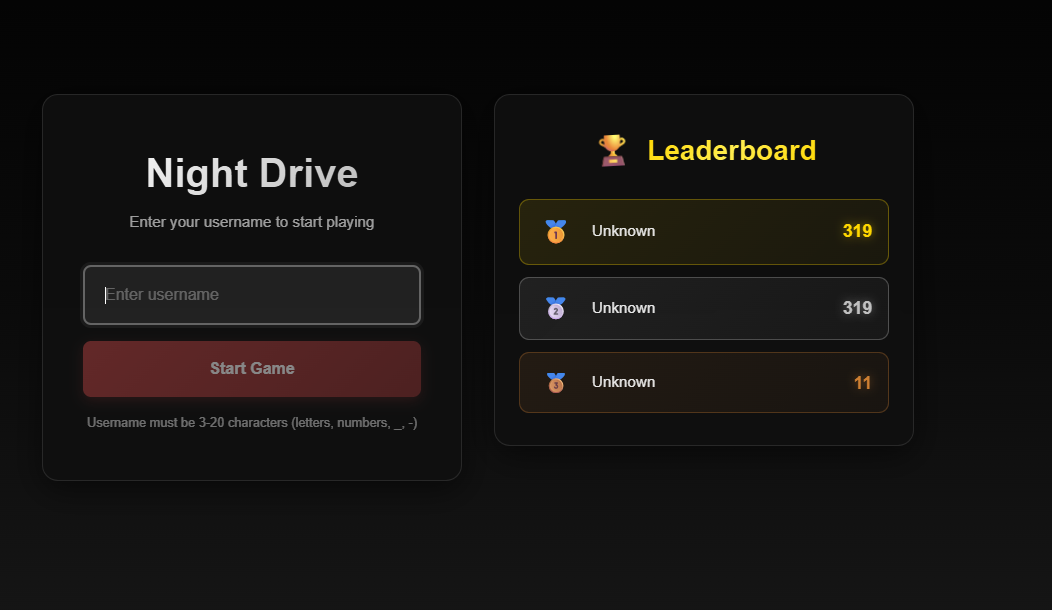 Night Drive
Enter your username to start playing
Enter username
Start Game
Username must be 3-20 characters (letters, numbers, _, -)
🏆 Leaderboard
1 Unknown 319
2 Unknown 319
3 Unknown 11